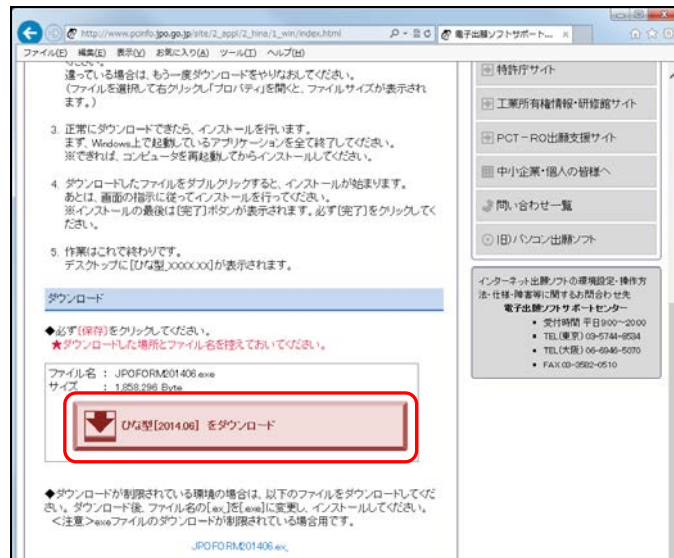 http://www.pcinfo.jpo.go.jp/site/2_appl/2_hina/1_win/index.html
電子出願ソフトサポート...
ファイル(F) 編集(E) 表示(V) お気に入り(A) ツール(T) ヘルプ(H)
違っている場合は、もう一度ダウンロードをやりなおしてください。
(ファイルを選択して右クリックし「プロパティ」を開くと、ファイルサイズが表示され
ます。)
3. 正常にダウンロードできたら、インストールを行います。
まず、Windows上で起動しているアプリケーションを全て終了してください。
※できれば、コンピュータを再起動してからインストールしてください。
4. ダウンロードしたファイルをダブルクリックすると、インストールが始まります。
あとは、画面の指示に従ってインストールを行ってください。
※インストールの最後は[完了]ボタンが表示されます。必ず[完了]をクリックしてく
ださい。
5. 作業はこれで終わりです。
デスクトップに[ひな型_XXXX.XX]が表示されます。
ダウンロード
◆必ず[保存]をクリックしてください。
★ダウンロードした場所とファイル名を控えておいてください。
ファイル名 : JPOFORM201406.exe
サイズ : 1,858,296 Byte
ひな型[2014.06] をダウンロード
◆ダウンロードが制限されている環境の場合は、以下のファイルをダウンロードしてくだ
さい。ダウンロード後、ファイル名の[.ex_]を[.exe]に変更し、インストールしてください。
<注意>exeファイルのダウンロードが制限されている場合用です。
JPOFORM201406.ex_
特許庁サイト
工業所有権情報・研修館サイト
PCT-RO出願支援サイト
中小企業・個人の皆様へ
問い合わせ一覧
(旧)パソコン出願ソフト
インターネット出願ソフトの環境設定・操作方
法・仕様・障害等に関するお問合わせ先
電子出願ソフトサポートセンター
• 受付時間 平日9:00~20:00
• TEL(東京) 03-5744-8534
• TEL(大阪) 06-6946-5070
• FAX 03-3582-0510